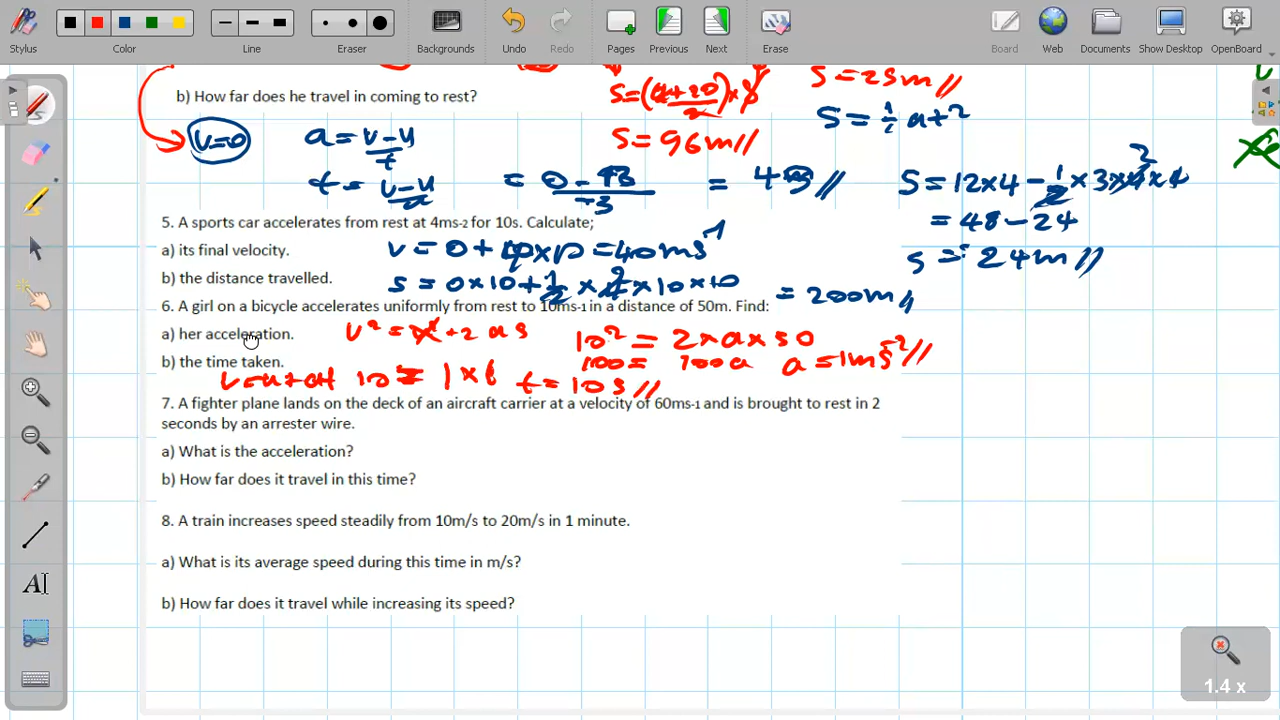 Stylus
Color
Line
Eraser
Backgrounds
Undo
Redo
Pages
Previous
Next
Erase
Board
Web
Documents
Show Desktop
OpenBoard
b) How far does he travel in coming to rest?
S = 96m//
S = 25m//
S = ½ at²
v=0
a = v-u/t
t = v-u/a
S = 12×4 - 1/2 ×3×4×4
= 48 - 24
S = 24m//
5. A sports car accelerates from rest at 4ms-2 for 10s. Calculate;
a) its final velocity.
v = 0 + 4×10 = 40ms⁻¹
b) the distance travelled.
s = 0×10 + 1/2 × 4×10×10
= 200m//
6. A girl on a bicycle accelerates uniformly from rest to 10ms-1 in a distance of 50m. Find:
a) her acceleration.
v² = u² + 2as
10² = 2×a×50
100 = 100a
a = 1ms⁻²//
b) the time taken.
v=u+at 10 = 1×t t = 10s//
7. A fighter plane lands on the deck of an aircraft carrier at a velocity of 60ms-1 and is brought to rest in 2
seconds by an arrester wire.
a) What is the acceleration?
b) How far does it travel in this time?
8. A train increases speed steadily from 10m/s to 20m/s in 1 minute.
a) What is its average speed during this time in m/s?
b) How far does it travel while increasing its speed?
1.4 x